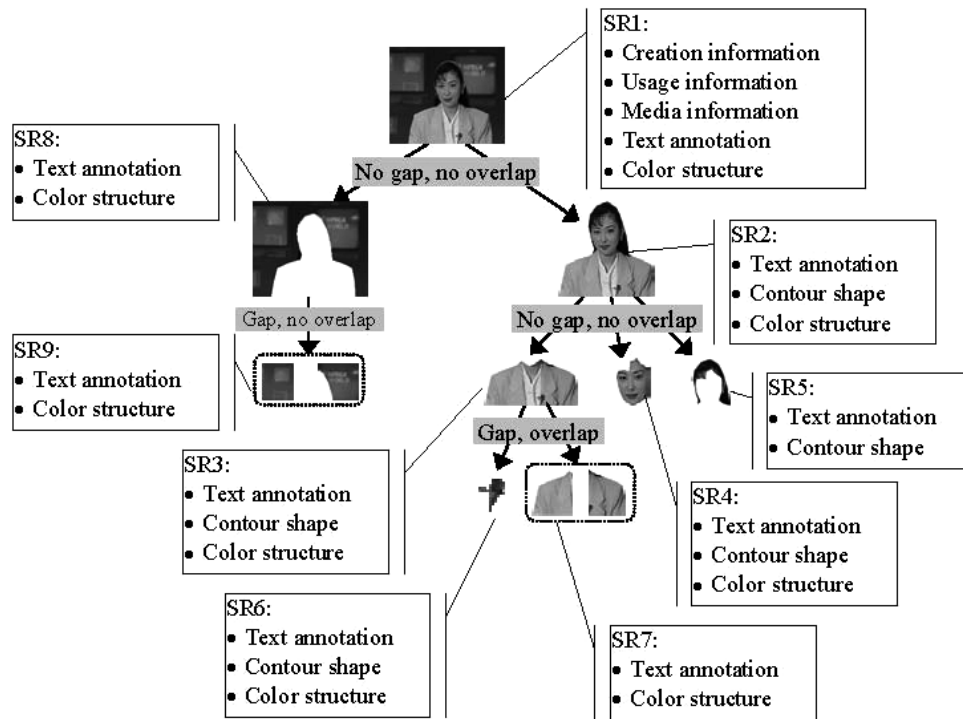 SR1:
• Creation information
• Usage information
• Media information
• Text annotation
• Color structure
SR8:
• Text annotation
• Color structure
No gap, no overlap
SR2:
• Text annotation
• Contour shape
• Color structure
Gap, no overlap
No gap, no overlap
SR9:
• Text annotation
• Color structure
SR5:
• Text annotation
• Contour shape
Gap, overlap
SR3:
• Text annotation
• Contour shape
• Color structure
SR4:
• Text annotation
• Contour shape
• Color structure
SR6:
• Text annotation
• Contour shape
• Color structure
SR7:
• Text annotation
• Color structure